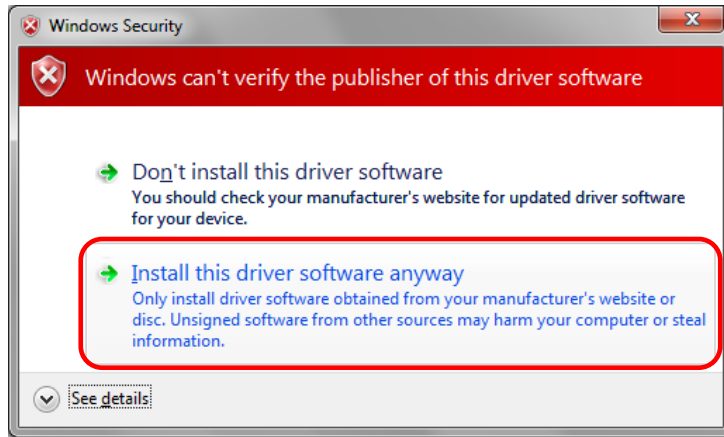 Windows Security
Windows can't verify the publisher of this driver software
Don't install this driver software
You should check your manufacturer's website for updated driver software
for your device.
Install this driver software anyway
Only install driver software obtained from your manufacturer's website or
disc. Unsigned software from other sources may harm your computer or steal
information.
See details